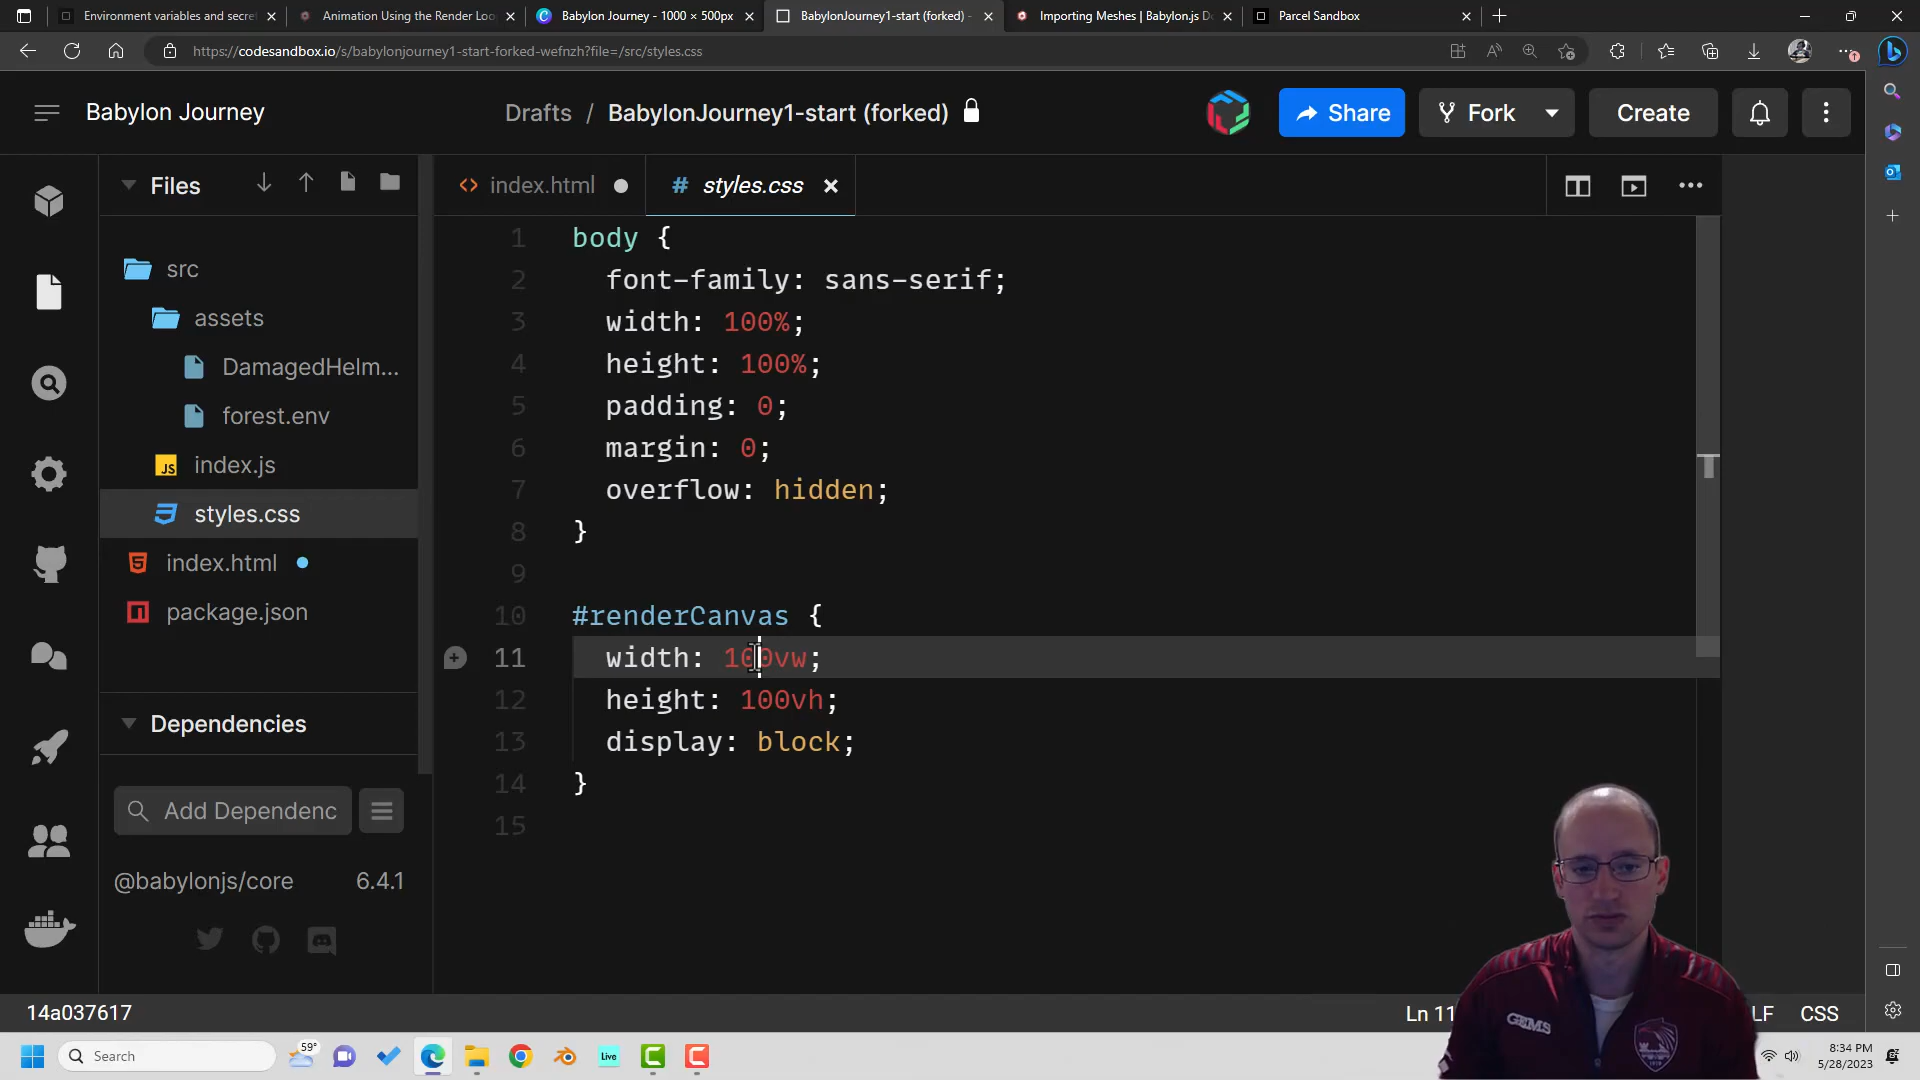 Environment variables and secre
Animation Using the Render Loo
Babylon Journey - 1000 × 500px
BabylonJourney1-start (forked) -
Importing Meshes | Babylon.js Do
Parcel Sandbox
https://codesandbox.io/s/babylonjourney1-start-forked-wefnzh?file=/src/styles.css
Babylon Journey
Drafts / BabylonJourney1-start (forked)
Share
Fork
Create
Files
<> index.html
# styles.css
src
assets
DamagedHelm...
forest.env
JS index.js
styles.css
index.html
package.json
1 body {
2 font-family: sans-serif;
3 width: 100%;
4 height: 100%;
5 padding: 0;
6 margin: 0;
7 overflow: hidden;
8 }
9
10 #renderCanvas {
11 width: 100vw;
12 height: 100vh;
13 display: block;
14 }
15
Dependencies
Add Dependenc
@babylonjs/core 6.4.1
GEIMS
14a037617
Ln 11
LF
CSS
Search
59°
Live
8:34 PM
5/28/2023